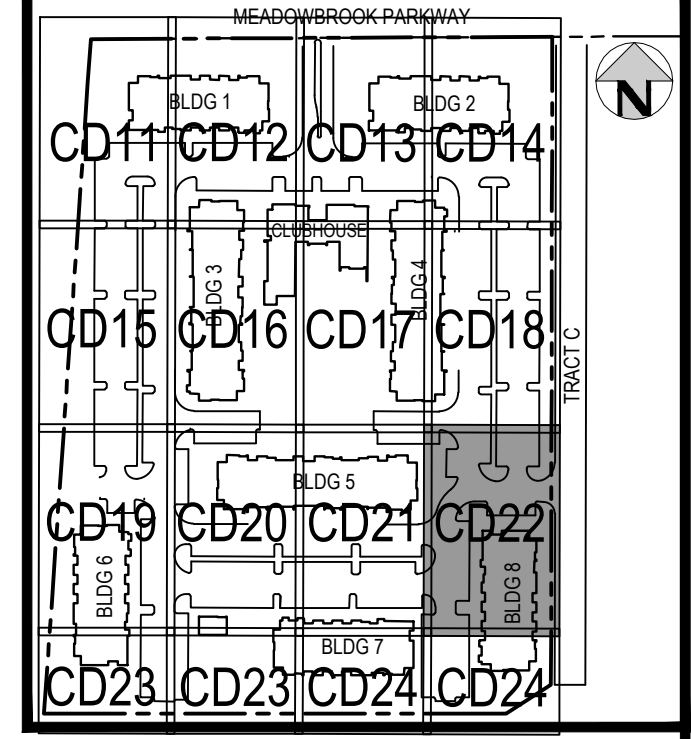 MEADOWBROOK PARKWAY
N
BLDG 1
BLDG 2
CD11 CD12 CD13 CD14
CLUBHOUSE
BLDG 3
BLDG 4
CD15 CD16 CD17 CD18
TRACT C
BLDG 5
CD19 CD20 CD21 CD22
BLDG 6
BLDG 8
BLDG 7
CD23 CD23 CD24 CD24